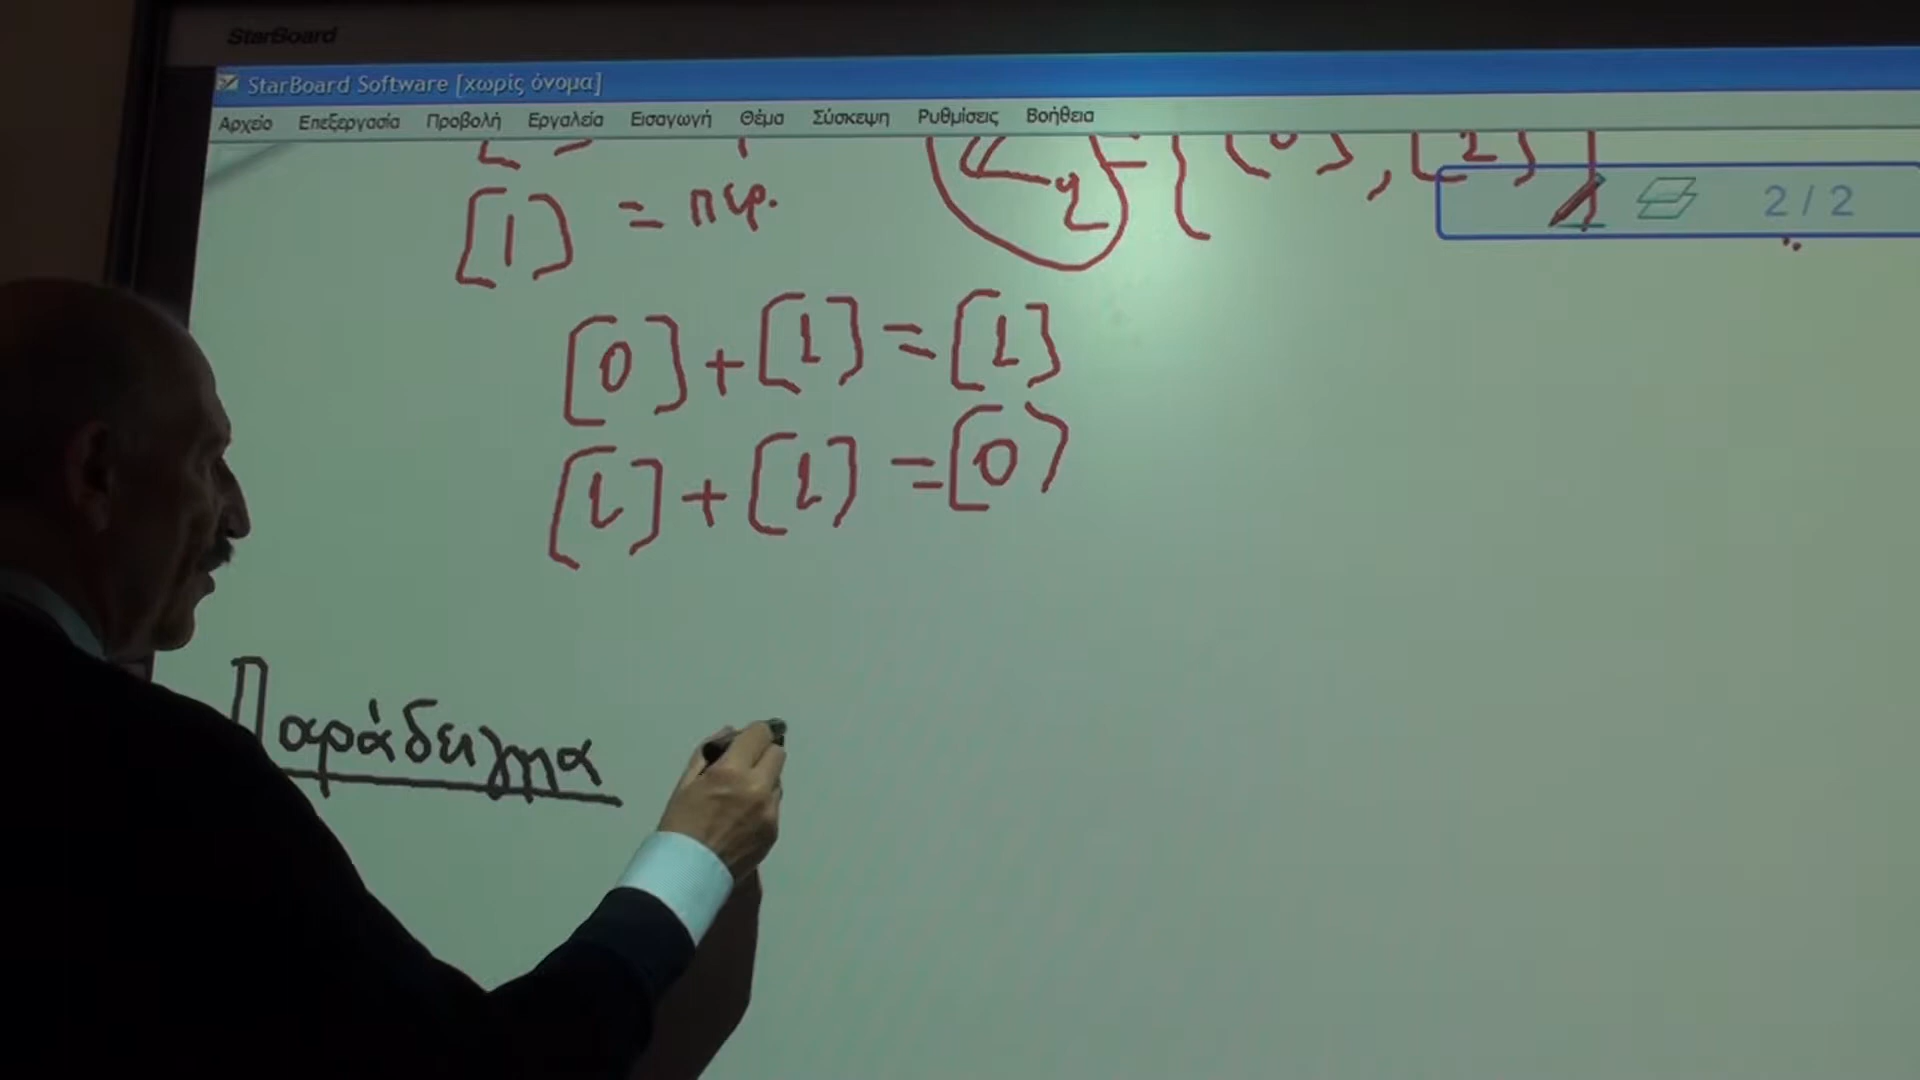 StarBoard
StarBoard Software [χωρίς όνομα]
Αρχείο Επεξεργασία Προβολή Εργαλεία Εισαγωγή Θέμα Σύσκεψη Ρυθμίσεις Βοήθεια
2 / 2
[1] = περ.
[0] + [1] = [1]
[1] + [1] = [0]
Παράδειγμα